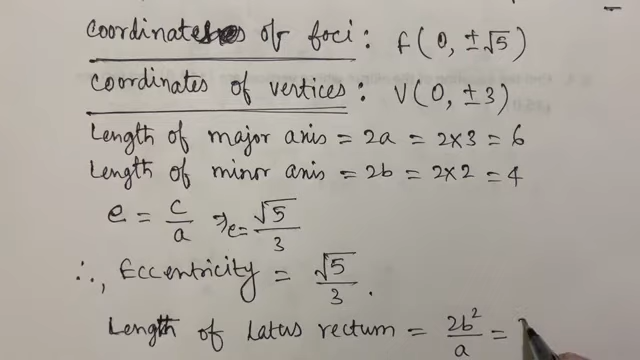 Coordinates of foci : F(0, ±√5)
Coordinates of vertices : V(0, ±3)
Length of major axis = 2a = 2×3 = 6
Length of minor axis = 2b = 2×2 = 4
e = c/a ⇒ e = √5/3
∴, Eccentricity = √5/3.
Length of Latus rectum = 2b²/a =